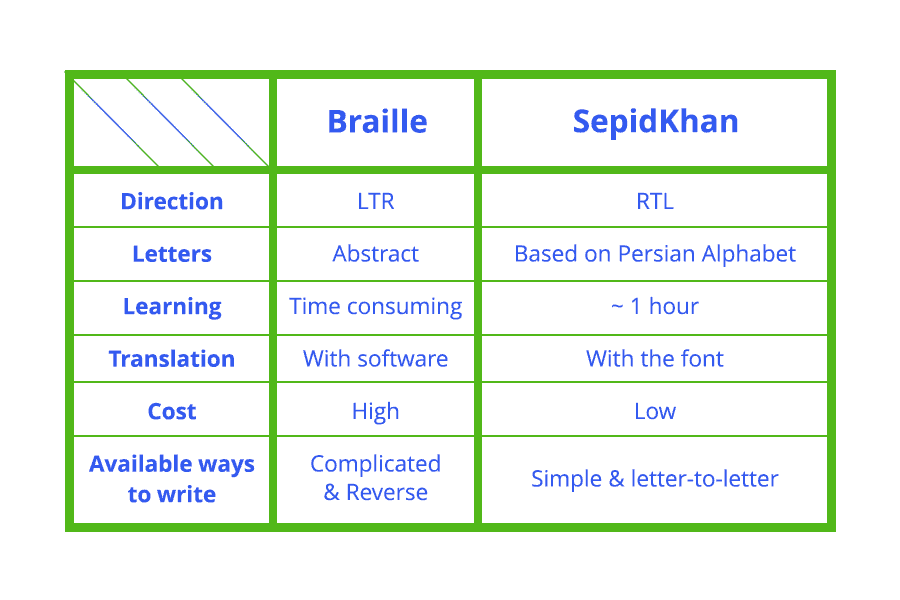 Braille SepidKhan
Direction LTR RTL
Letters Abstract Based on Persian Alphabet
Learning Time consuming ~ 1 hour
Translation With software With the font
Cost High Low
Available ways
to write
Complicated
& Reverse
Simple & letter-to-letter